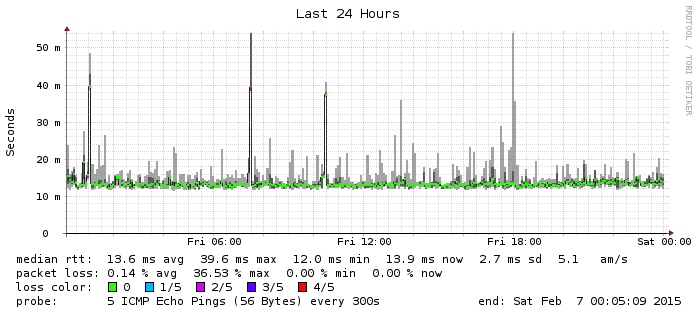 Last 24 Hours
RRDTOOL / TOBI OETIKER
Seconds
50 m
40 m
30 m
20 m
10 m
0
Fri 06:00 Fri 12:00 Fri 18:00 Sat 00:00
median rtt: 13.6 ms avg 39.6 ms max 12.0 ms min 13.9 ms now 2.7 ms sd 5.1 am/s
packet loss: 0.14 % avg 36.53 % max 0.00 % min 0.00 % now
loss color: 0 1/5 2/5 3/5 4/5
probe: 5 ICMP Echo Pings (56 Bytes) every 300s end: Sat Feb 7 00:05:09 2015